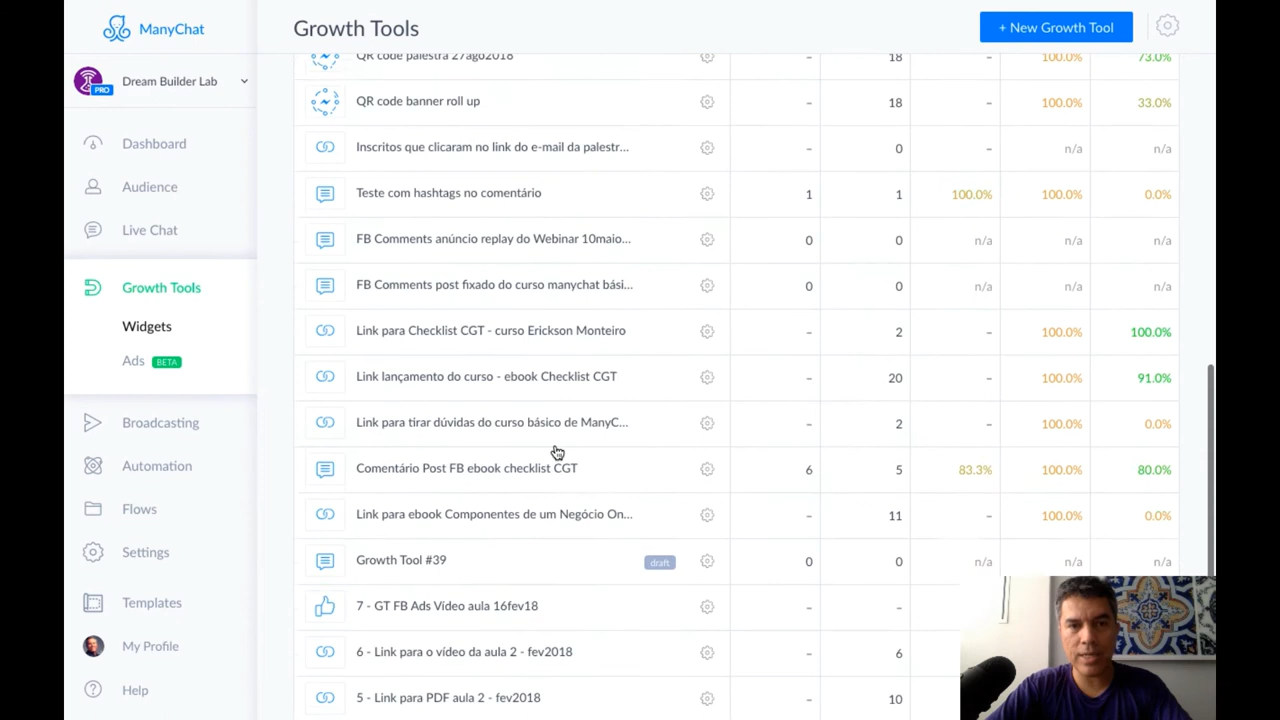 ManyChat
Growth Tools
+ New Growth Tool
Dream Builder Lab
PRO
Dashboard
Audience
Live Chat
Growth Tools
Widgets
Ads BETA
Broadcasting
Automation
Flows
Settings
Templates
My Profile
Help
QR code palestra 27ago2018 - 18 - 100.0% 73.0%
QR code banner roll up - 18 - 100.0% 33.0%
Inscritos que clicaram no link do e-mail da palestr... - 0 - n/a n/a
Teste com hashtags no comentário 1 1 100.0% 100.0% 0.0%
FB Comments anúncio replay do Webinar 10maio... 0 0 n/a n/a n/a
FB Comments post fixado do curso manychat bási... 0 0 n/a n/a n/a
Link para Checklist CGT - curso Erickson Monteiro - 2 - 100.0% 100.0%
Link lançamento do curso - ebook Checklist CGT - 20 - 100.0% 91.0%
Link para tirar dúvidas do curso básico de ManyC... - 2 - 100.0% 0.0%
Comentário Post FB ebook checklist CGT 6 5 83.3% 100.0% 80.0%
Link para ebook Componentes de um Negócio On... - 11 - 100.0% 0.0%
Growth Tool #39 draft 0 0 n/a n/a n/a
7 - GT FB Ads Vídeo aula 16fev18 - -
6 - Link para o vídeo da aula 2 - fev2018 - 6
5 - Link para PDF aula 2 - fev2018 - 10